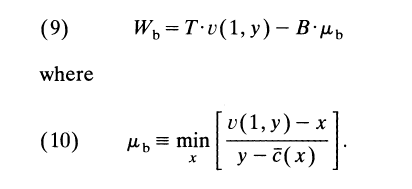 (9) W_b = T·v(1, y) − B·μ_b
where
(10) μ_b ≡ min_x [ (v(1, y) − x) / (y − c̄(x)) ].